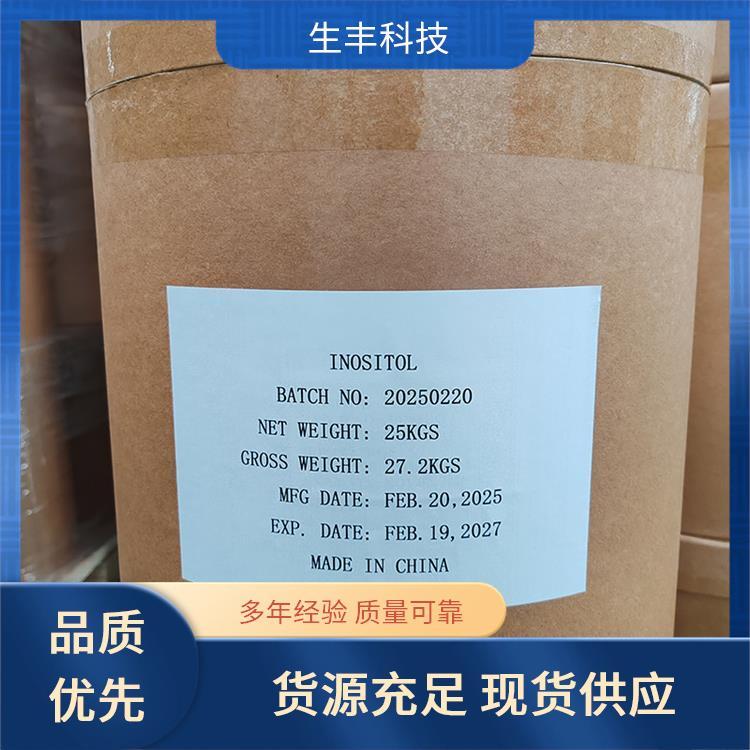 生丰科技
INOSITOL
BATCH NO: 20250220
NET WEIGHT: 25KGS
GROSS WEIGHT: 27.2KGS
MFG DATE: FEB.20,2025
EXP. DATE: FEB.19,2027
MADE IN CHINA
多年经验 质量可靠
品质
优先
货源充足 现货供应